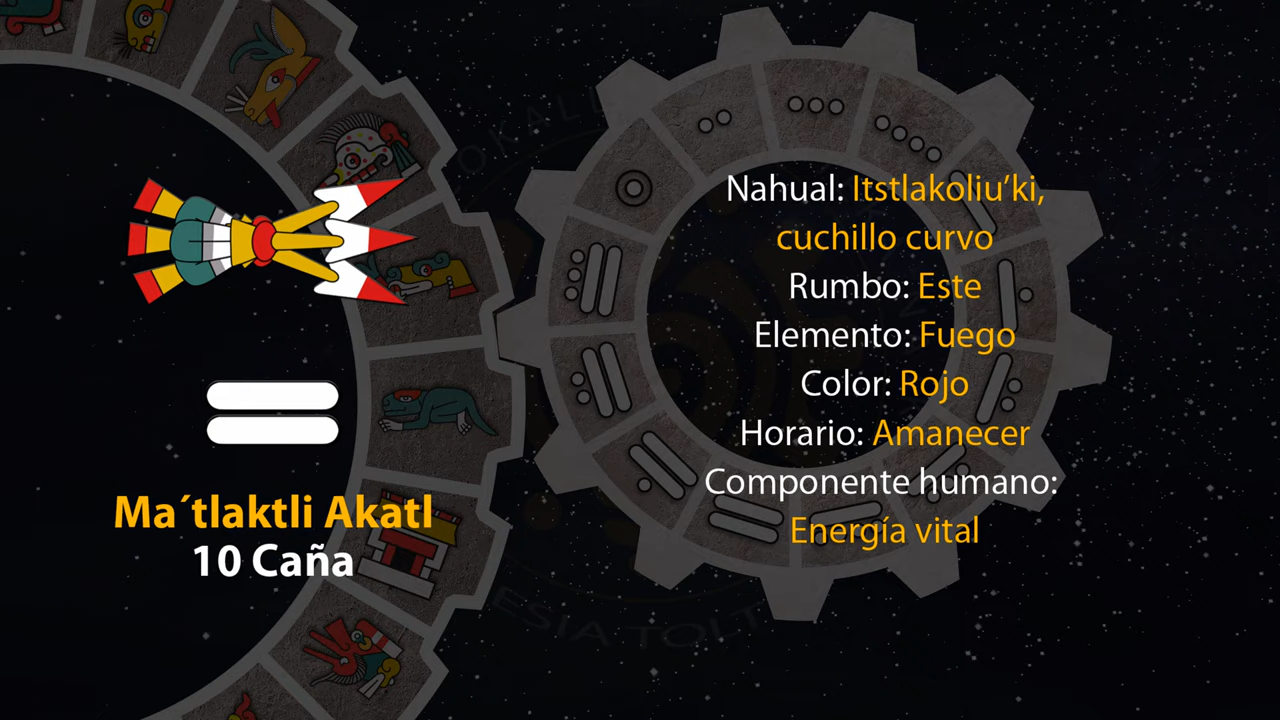 Ma´tlaktli Akatl
10 Caña
Nahual: Itstlakoliu’ki,
cuchillo curvo
Rumbo: Este
Elemento: Fuego
Color: Rojo
Horario: Amanecer
Componente humano:
Energía vital